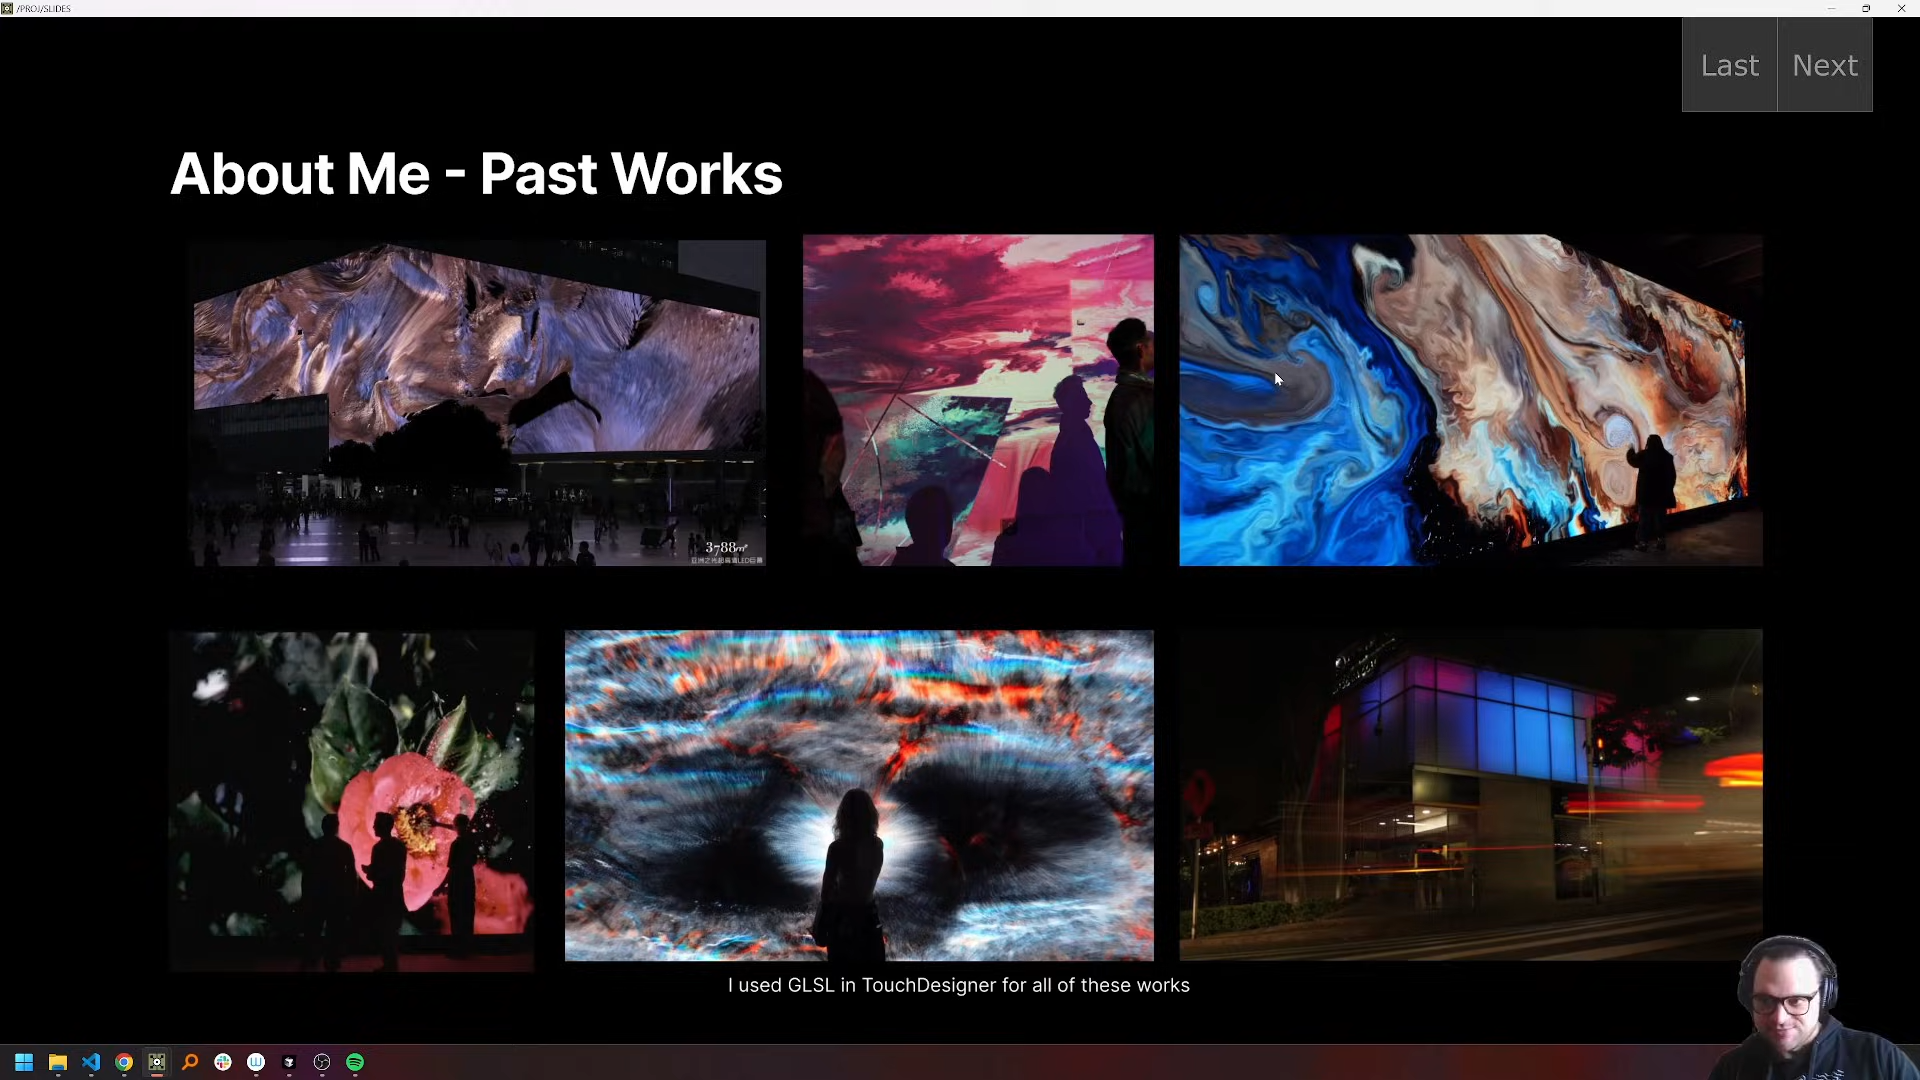 /PROJ/SLIDES
Last
Next
About Me - Past Works
3788㎡
I used GLSL in TouchDesigner for all of these works